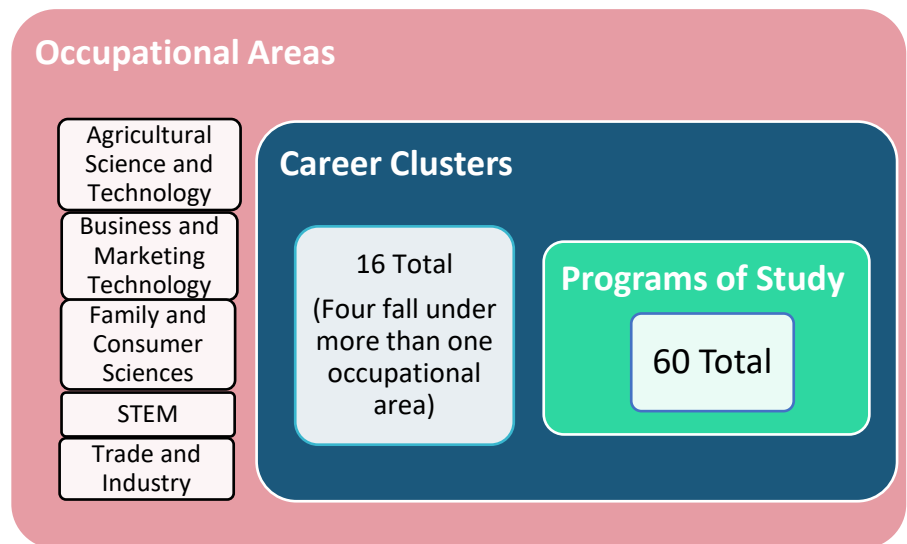 Occupational Areas
Agricultural
Science and
Technology
Business and
Marketing
Technology
Family and
Consumer
Sciences
STEM
Trade and
Industry
Career Clusters
16 Total
(Four fall under
more than one
occupational
area)
Programs of Study
60 Total